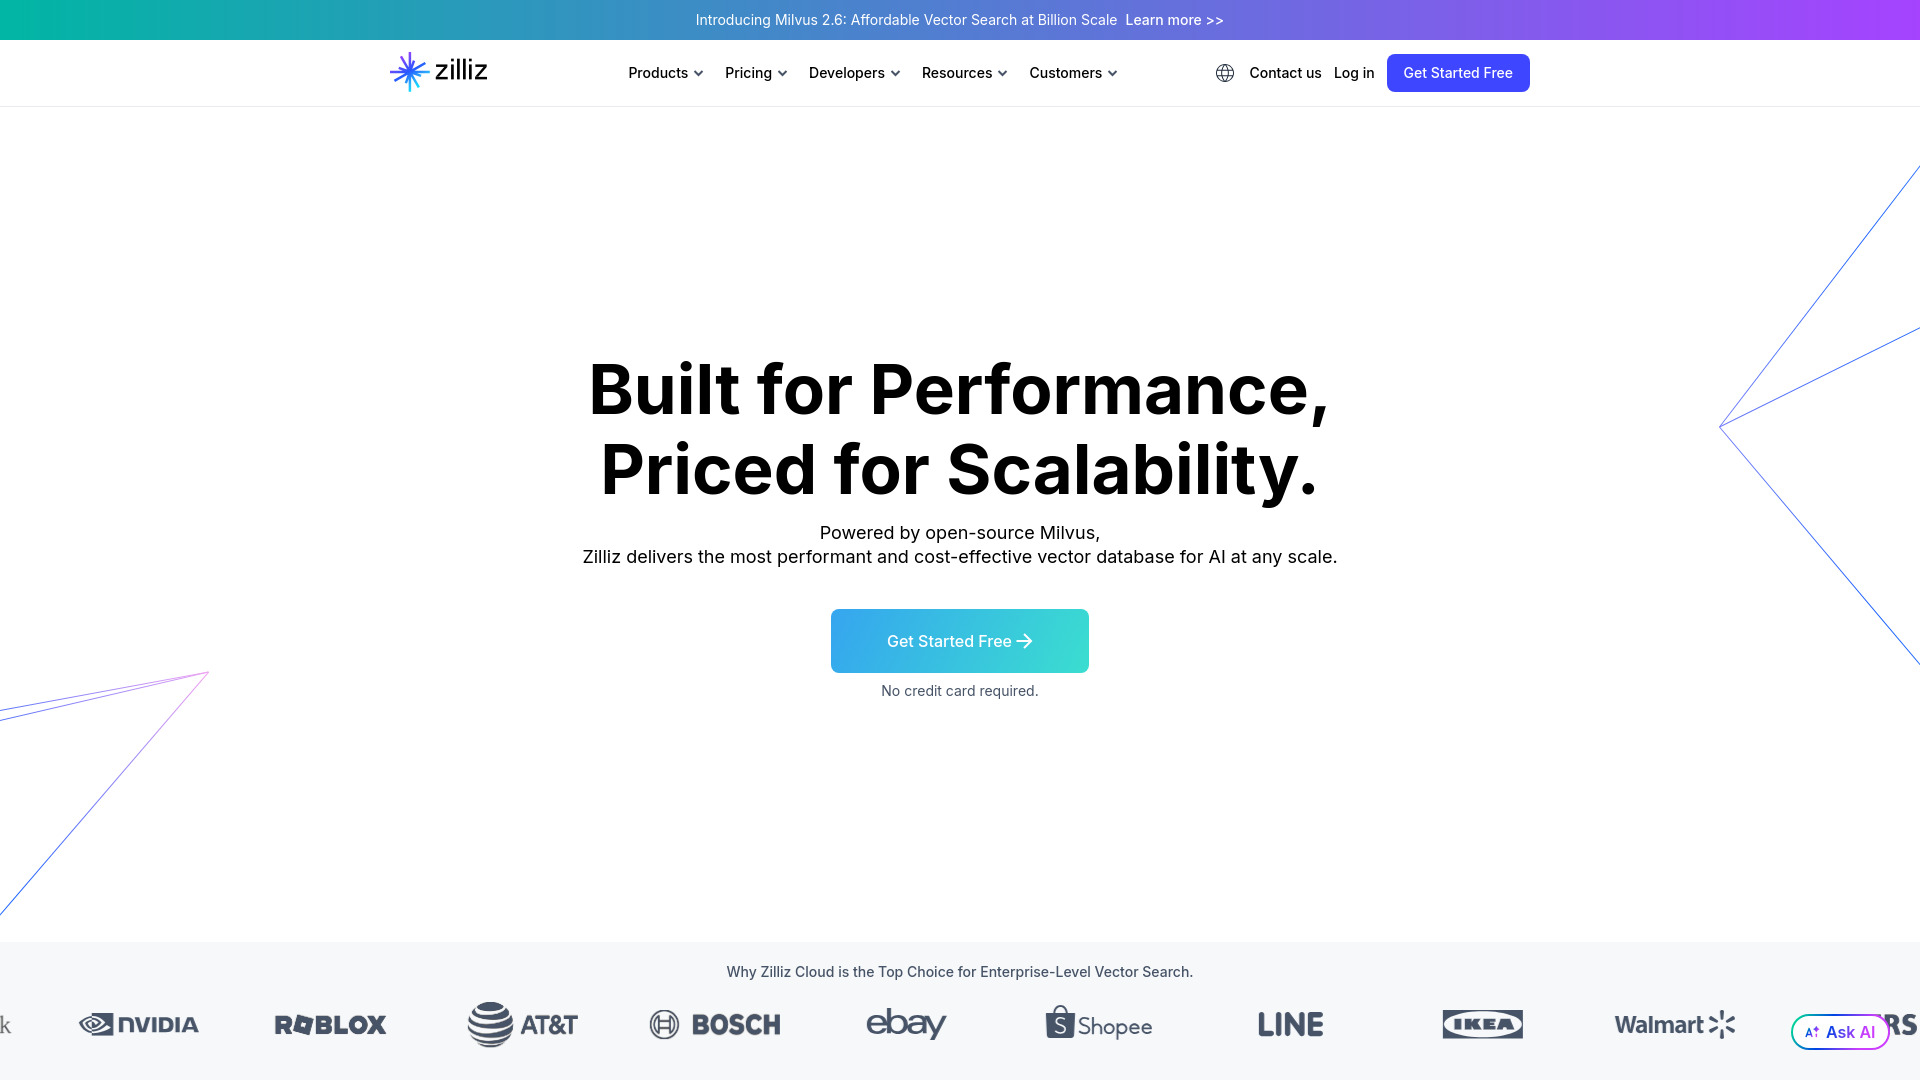 Introducing Milvus 2.6: Affordable Vector Search at Billion Scale Learn more >>
zilliz
Products
Pricing
Developers
Resources
Customers
Contact us
Log in
Get Started Free
Built for Performance,
Priced for Scalability.
Powered by open-source Milvus,
Zilliz delivers the most performant and cost-effective vector database for AI at any scale.
Get Started Free
No credit card required.
Why Zilliz Cloud is the Top Choice for Enterprise-Level Vector Search.
k
NVIDIA
ROBLOX
AT&T
BOSCH
ebay
Shopee
LINE
IKEA
Walmart
RS
Ask AI